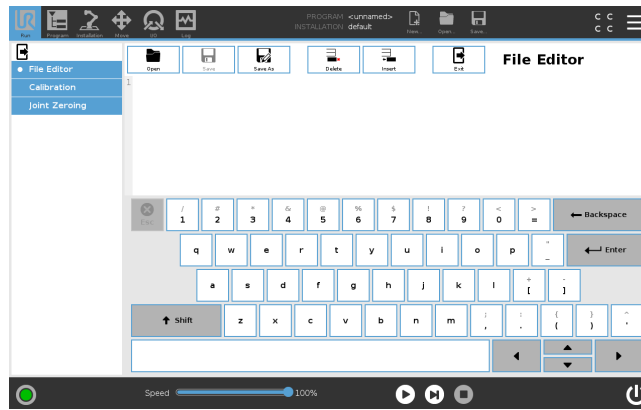 UR
PROGRAM <unnamed>
INSTALLATION default
C C
C C
Run Program Installation Move I/O Log New... Open... Save...
File Editor
Calibration
Joint Zeroing
Open Save Save As Delete Insert Exit
File Editor
1
Esc
/ # * & @ % $ ! ? < >
1 2 3 4 5 6 7 8 9 0 = Backspace
q w e r t y u i o p " _ Enter
a s d f g h j k l + [ - ]
Shift z x c v b n m ; , : . { ( } ) ^ '
Speed 100%